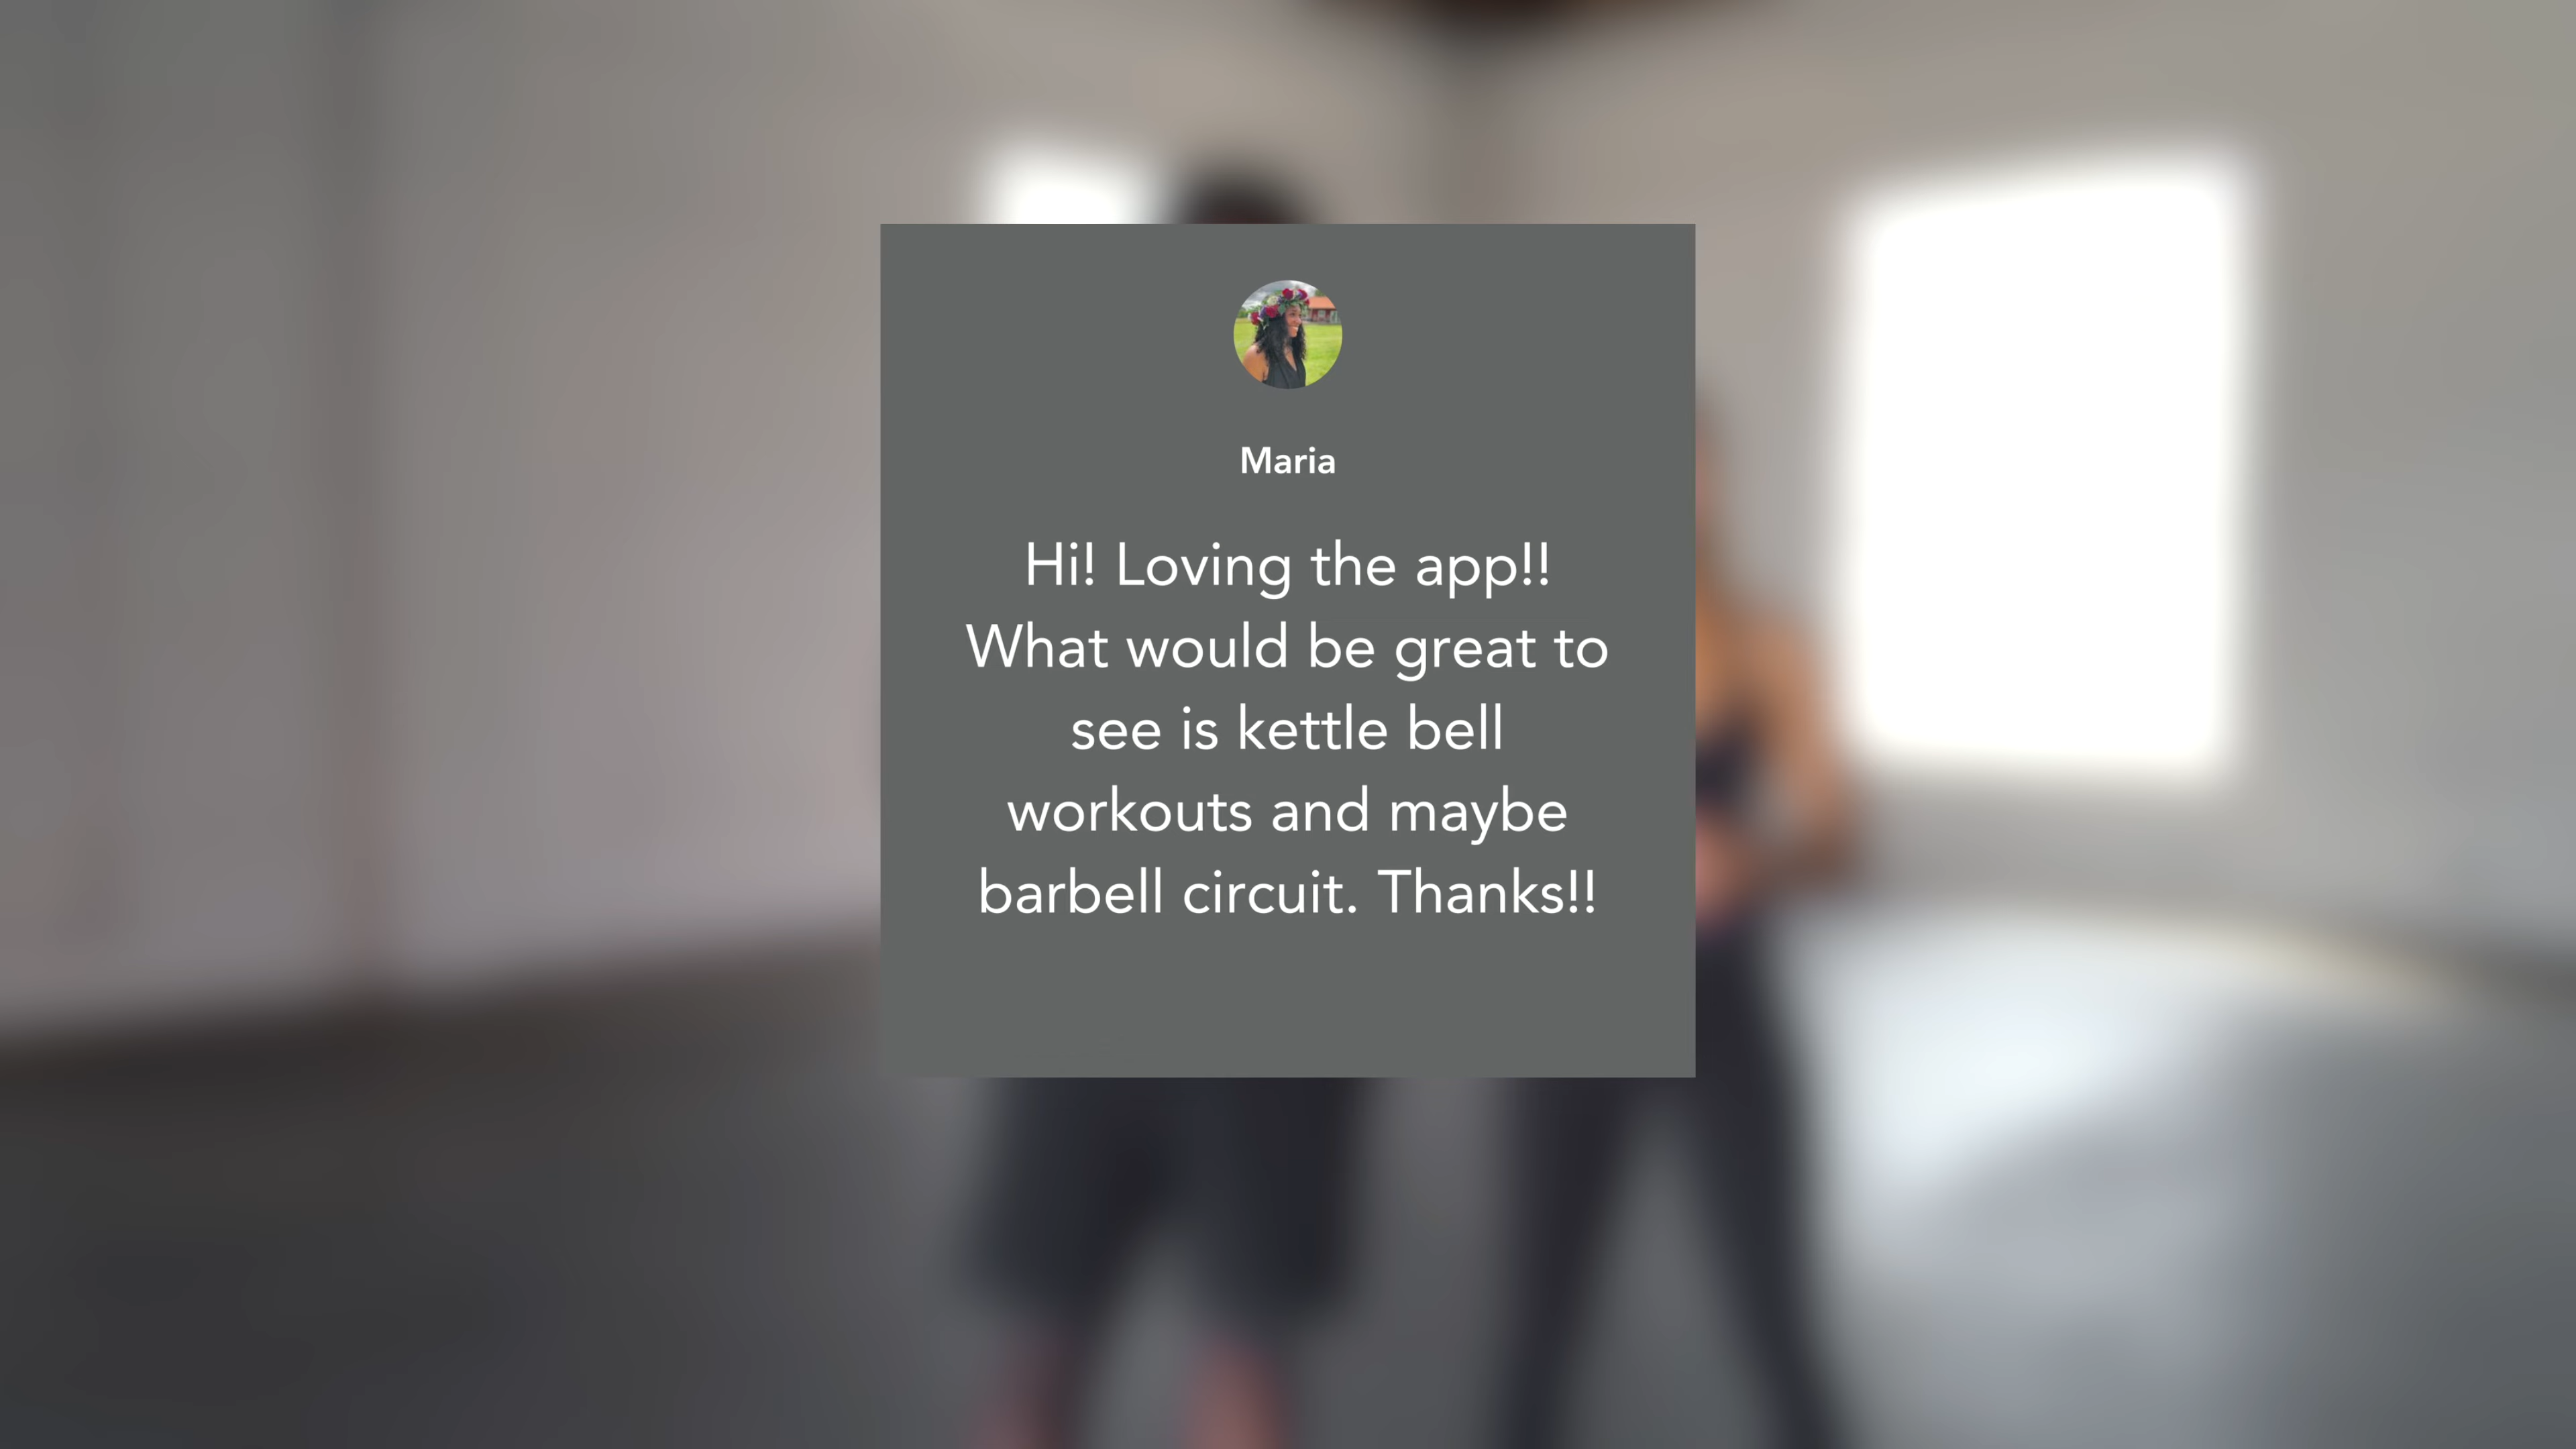 Maria
Hi! Loving the app!!
What would be great to
see is kettle bell
workouts and maybe
barbell circuit. Thanks!!